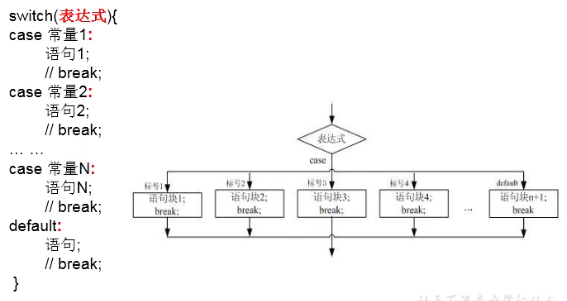 switch(表达式){
case 常量1:
语句1;
// break;
case 常量2:
语句2;
// break;
... ...
case 常量N:
语句N;
// break;
default:
语句;
// break;
}
表达式
case
标号1
标号2
标号3
标号4
default
语句块1;
break;
语句块2;
break;
语句块3;
break;
语句块4;
break;
...
语句块n+1;
break